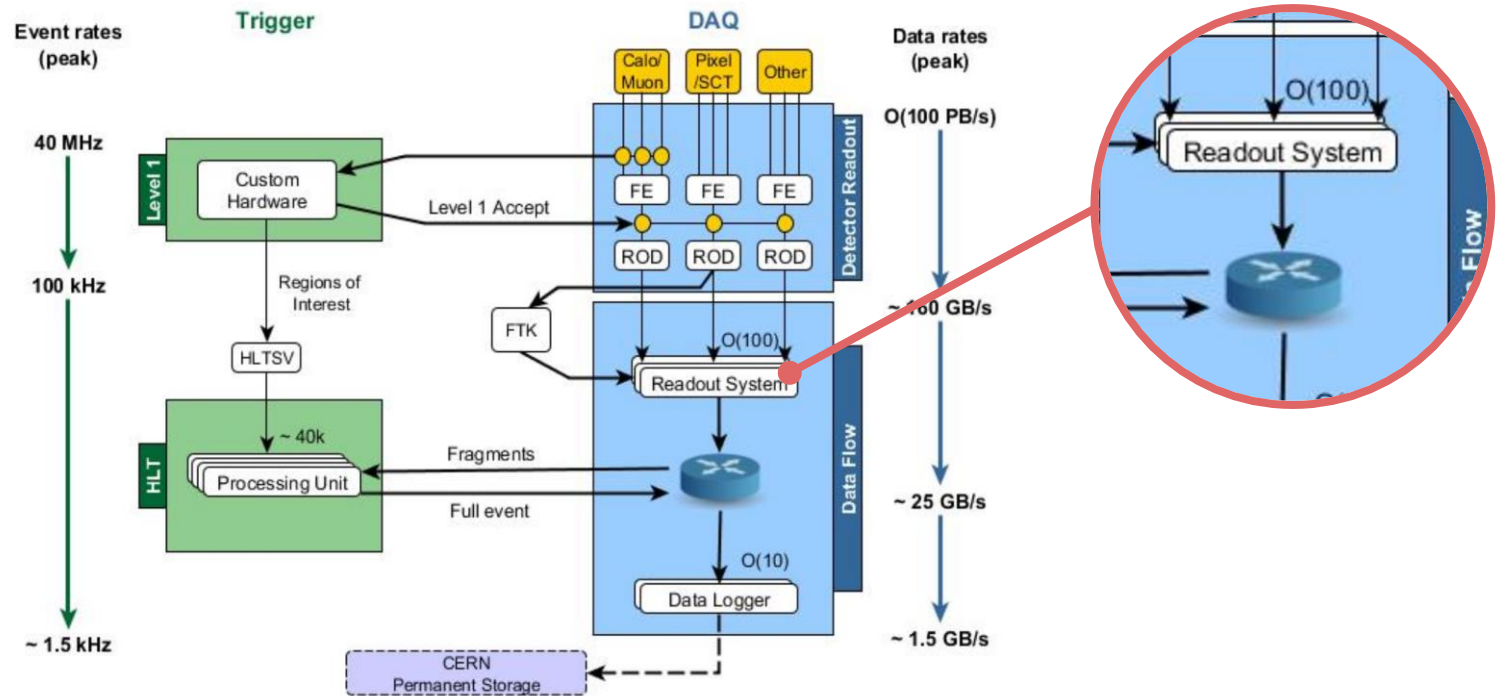 Trigger
DAQ
Event rates
(peak)
Data rates
(peak)
Calo/
Muon
Pixel
/SCT
Other
O(100 PB/s)
40 MHz
Level 1
Custom
Hardware
FE
FE
FE
Level 1 Accept
Detector Readout
ROD
ROD
ROD
100 kHz
Regions of
Interest
~ 160 GB/s
FTK
HLTSV
O(100)
Readout System
~ 40k
HLT
Processing Unit
Fragments
Full event
Data Flow
~ 25 GB/s
O(10)
Data Logger
~ 1.5 kHz
~ 1.5 GB/s
CERN
Permanent Storage
O(100)
Readout System
Flow